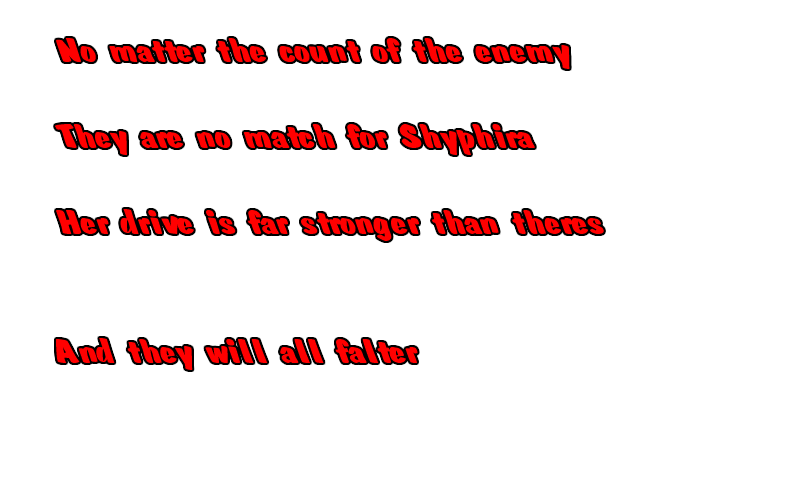 No matter the count of the enemy
They are no match for Shyphira
Her drive is far stronger than theres
And they will all falter